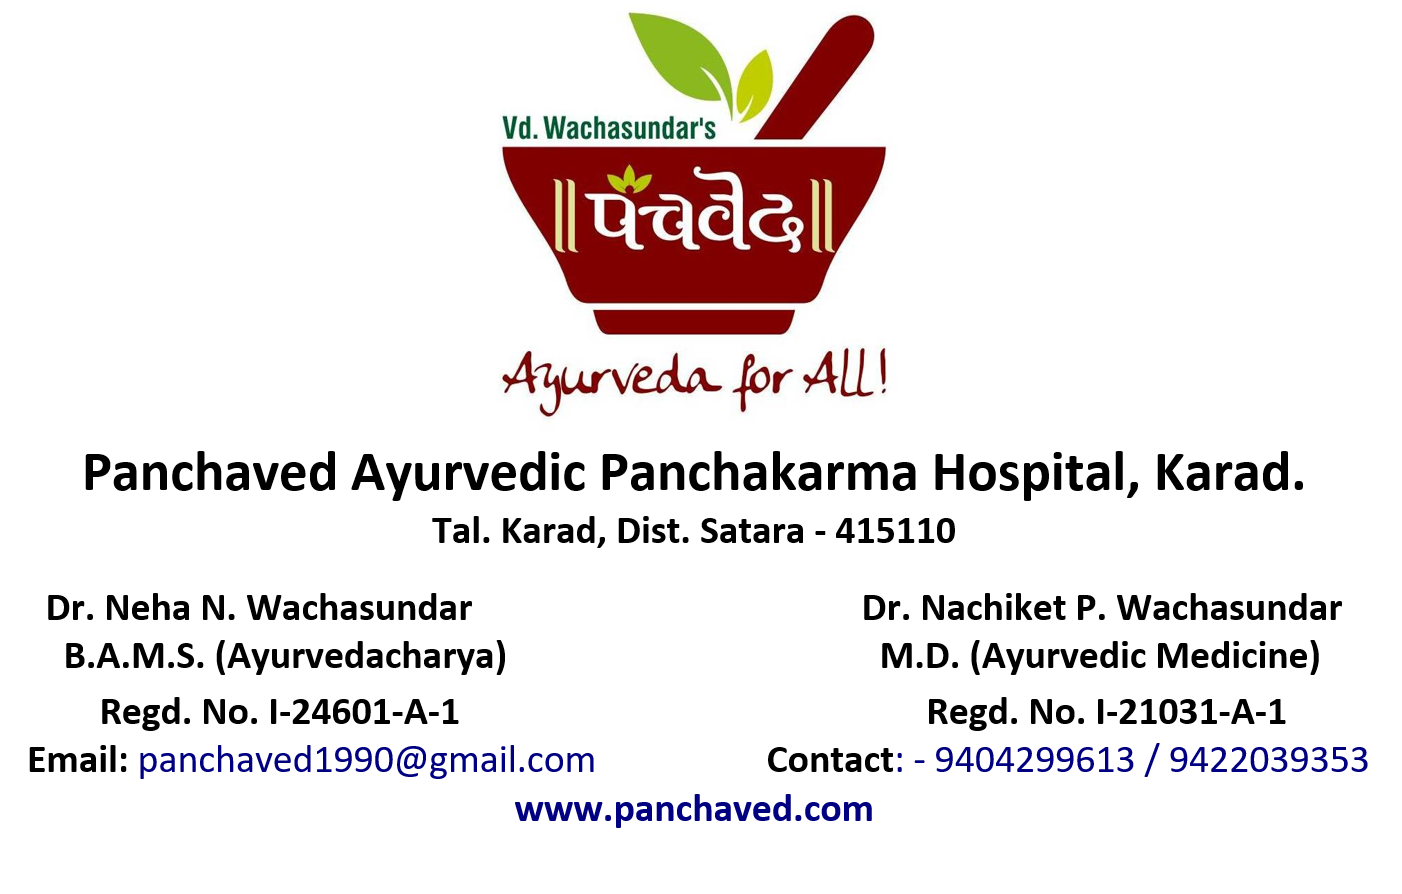 Vd. Wachasundar's
॥ पंचवेद ॥
Ayurveda for All!
Panchaved Ayurvedic Panchakarma Hospital, Karad.
Tal. Karad, Dist. Satara - 415110
Dr. Neha N. Wachasundar
B.A.M.S. (Ayurvedacharya)
Regd. No. I-24601-A-1
Dr. Nachiket P. Wachasundar
M.D. (Ayurvedic Medicine)
Regd. No. I-21031-A-1
Email: panchaved1990@gmail.com
Contact: - 9404299613 / 9422039353
www.panchaved.com